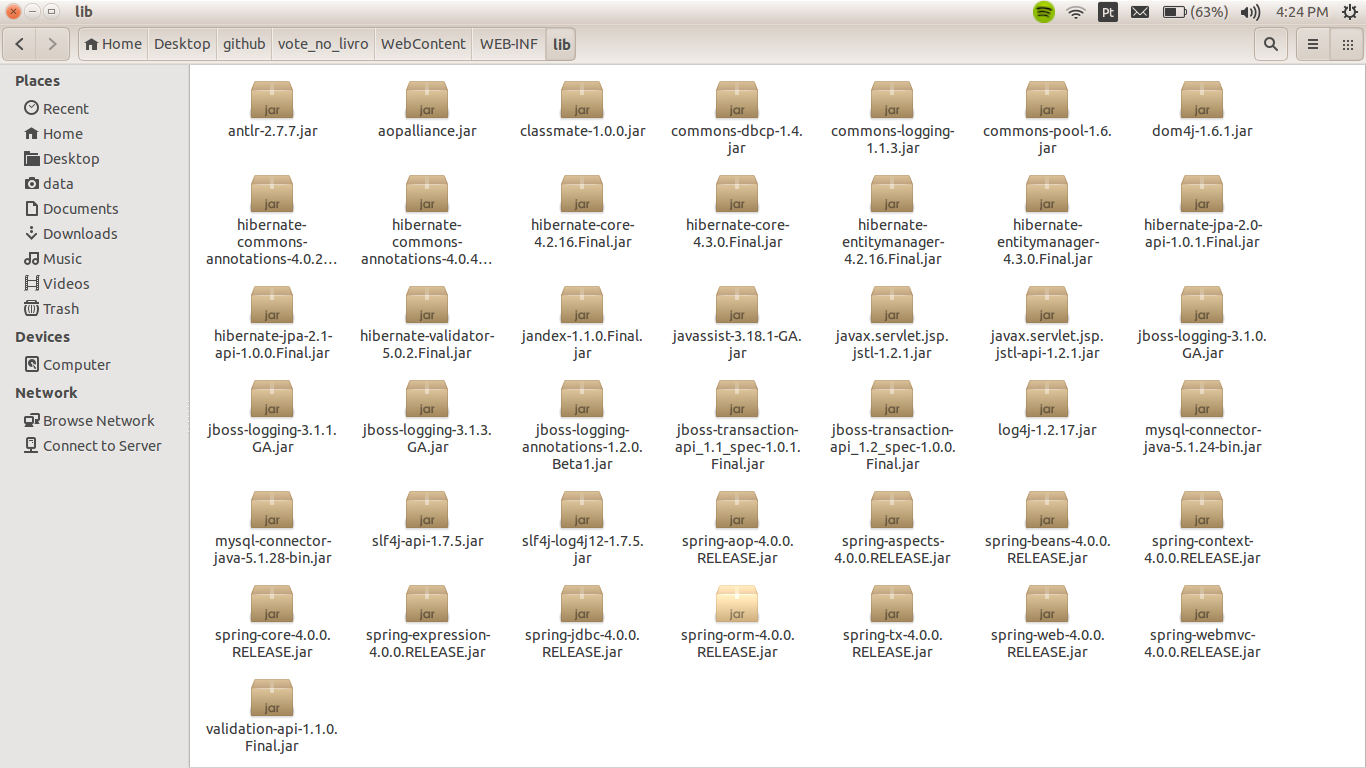 lib
Pt
(63%)
4:24 PM
Home
Desktop
github
vote_no_livro
WebContent
WEB-INF
lib
Places
Recent
Home
Desktop
data
Documents
Downloads
Music
Videos
Trash
Devices
Computer
Network
Browse Network
Connect to Server
jar
antlr-2.7.7.jar
jar
aopalliance.jar
jar
classmate-1.0.0.jar
jar
commons-dbcp-1.4.
jar
jar
commons-logging-
1.1.3.jar
jar
commons-pool-1.6.
jar
jar
dom4j-1.6.1.jar
jar
hibernate-
commons-
annotations-4.0.2...
jar
hibernate-
commons-
annotations-4.0.4...
jar
hibernate-core-
4.2.16.Final.jar
jar
hibernate-core-
4.3.0.Final.jar
jar
hibernate-
entitymanager-
4.2.16.Final.jar
jar
hibernate-
entitymanager-
4.3.0.Final.jar
jar
hibernate-jpa-2.0-
api-1.0.1.Final.jar
jar
hibernate-jpa-2.1-
api-1.0.0.Final.jar
jar
hibernate-validator-
5.0.2.Final.jar
jar
jandex-1.1.0.Final.
jar
jar
javassist-3.18.1-GA.
jar
jar
javax.servlet.jsp.
jstl-1.2.1.jar
jar
javax.servlet.jsp.
jstl-api-1.2.1.jar
jar
jboss-logging-3.1.0.
GA.jar
jar
jboss-logging-3.1.1.
GA.jar
jar
jboss-logging-3.1.3.
GA.jar
jar
jboss-logging-
annotations-1.2.0.
Beta1.jar
jar
jboss-transaction-
api_1.1_spec-1.0.1.
Final.jar
jar
jboss-transaction-
api_1.2_spec-1.0.0.
Final.jar
jar
log4j-1.2.17.jar
jar
mysql-connector-
java-5.1.24-bin.jar
jar
mysql-connector-
java-5.1.28-bin.jar
jar
slf4j-api-1.7.5.jar
jar
slf4j-log4j12-1.7.5.
jar
jar
spring-aop-4.0.0.
RELEASE.jar
jar
spring-aspects-
4.0.0.RELEASE.jar
jar
spring-beans-4.0.0.
RELEASE.jar
jar
spring-context-
4.0.0.RELEASE.jar
jar
spring-core-4.0.0.
RELEASE.jar
jar
spring-expression-
4.0.0.RELEASE.jar
jar
spring-jdbc-4.0.0.
RELEASE.jar
jar
spring-orm-4.0.0.
RELEASE.jar
jar
spring-tx-4.0.0.
RELEASE.jar
jar
spring-web-4.0.0.
RELEASE.jar
jar
spring-webmvc-
4.0.0.RELEASE.jar
jar
validation-api-1.1.0.
Final.jar